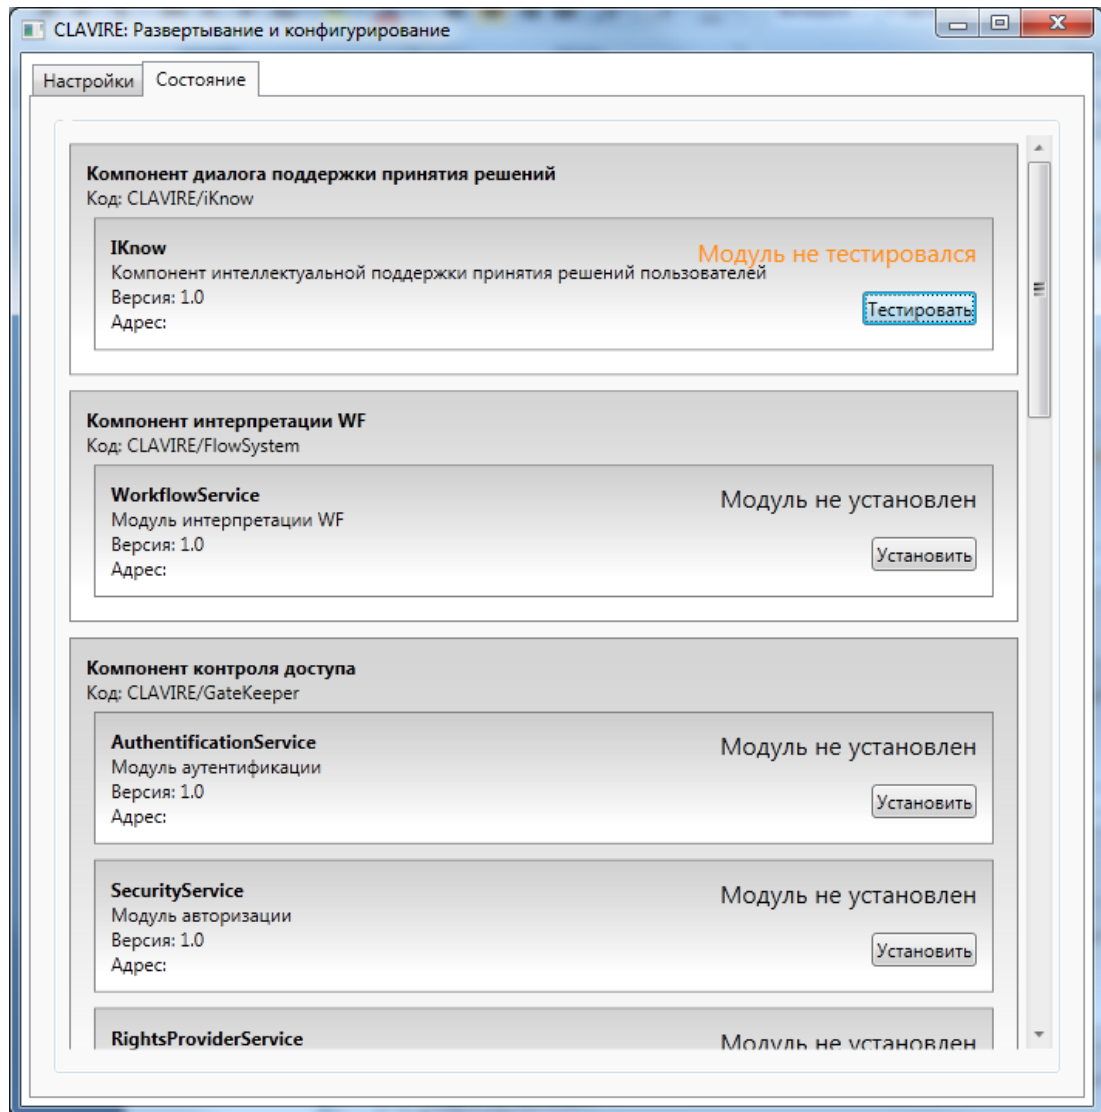 CLAVIRE: Развертывание и конфигурирование
Настройки Состояние
Компонент диалога поддержки принятия решений
Код: CLAVIRE/iKnow
IKnow
Модуль не тестировался
Компонент интеллектуальной поддержки принятия решений пользователей
Версия: 1.0
Адрес:
Тестировать
Компонент интерпретации WF
Код: CLAVIRE/FlowSystem
WorkflowService
Модуль не установлен
Модуль интерпретации WF
Версия: 1.0
Установить
Адрес:
Компонент контроля доступа
Код: CLAVIRE/GateKeeper
AuthentificationService
Модуль не установлен
Модуль аутентификации
Версия: 1.0
Установить
Адрес:
SecurityService
Модуль не установлен
Модуль авторизации
Версия: 1.0
Установить
Адрес:
RightsProviderService
Модуль не установлен